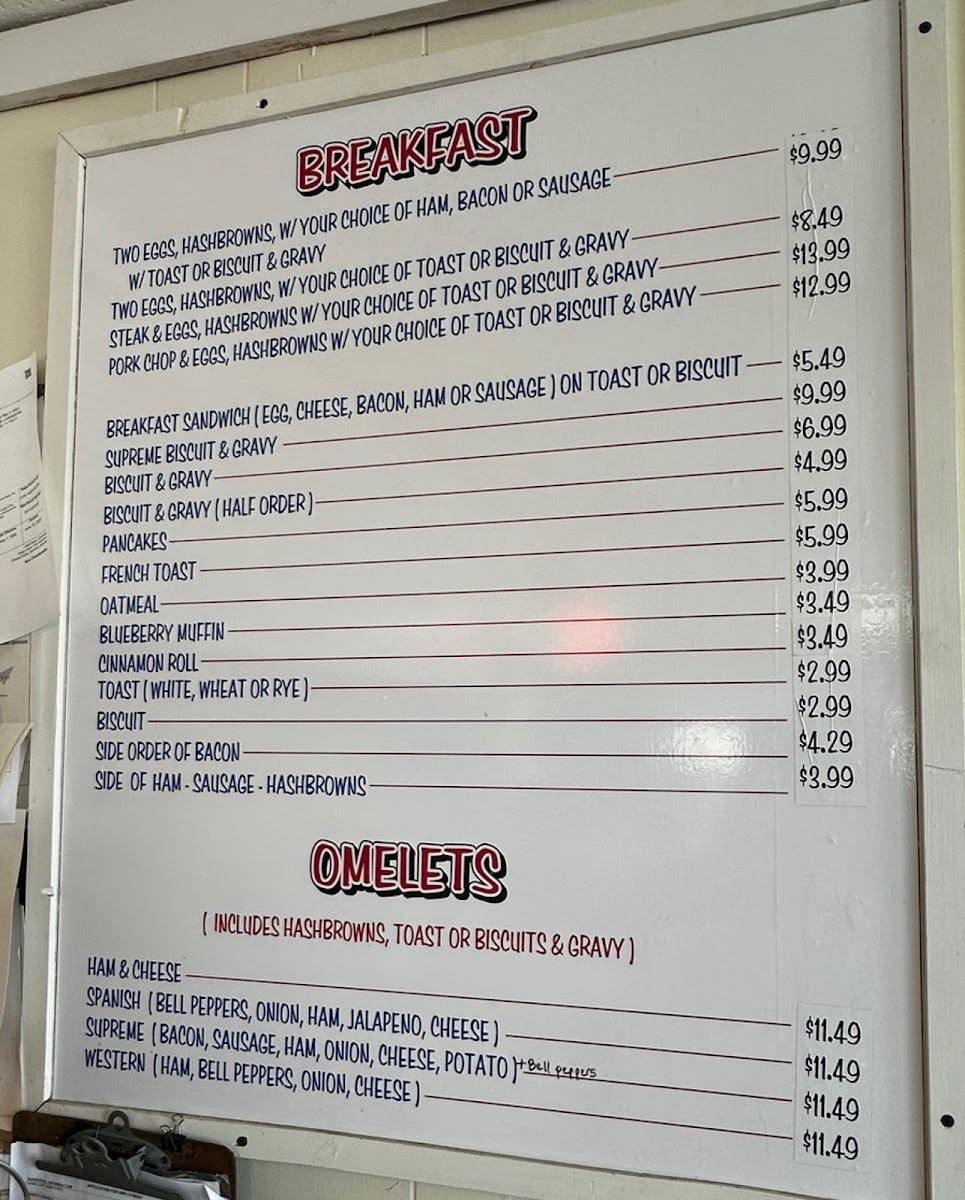 BREAKFAST
TWO EGGS, HASHBROWNS, W/ YOUR CHOICE OF HAM, BACON OR SAUSAGE $9.99
W/ TOAST OR BISCUIT & GRAVY
TWO EGGS, HASHBROWNS, W/ YOUR CHOICE OF TOAST OR BISCUIT & GRAVY $8.49
STEAK & EGGS, HASHBROWNS W/ YOUR CHOICE OF TOAST OR BISCUIT & GRAVY $13.99
PORK CHOP & EGGS, HASHBROWNS W/ YOUR CHOICE OF TOAST OR BISCUIT & GRAVY $12.99
BREAKFAST SANDWICH ( EGG, CHEESE, BACON, HAM OR SAUSAGE ) ON TOAST OR BISCUIT $5.49
SUPREME BISCUIT & GRAVY $9.99
BISCUIT & GRAVY $6.99
BISCUIT & GRAVY ( HALF ORDER ) $4.99
PANCAKES $5.99
FRENCH TOAST $5.99
OATMEAL $3.99
BLUEBERRY MUFFIN $3.49
CINNAMON ROLL $3.49
TOAST ( WHITE, WHEAT OR RYE ) $2.99
BISCUIT $2.99
SIDE ORDER OF BACON $4.29
SIDE OF HAM - SAUSAGE - HASHBROWNS $3.99
OMELETS
( INCLUDES HASHBROWNS, TOAST OR BISCUITS & GRAVY )
HAM & CHEESE $11.49
SPANISH ( BELL PEPPERS, ONION, HAM, JALAPENO, CHEESE ) $11.49
SUPREME ( BACON, SAUSAGE, HAM, ONION, CHEESE, POTATO ) + Bell peppers $11.49
WESTERN ( HAM, BELL PEPPERS, ONION, CHEESE ) $11.49
APPLICATION FOR EMPLOYMENT